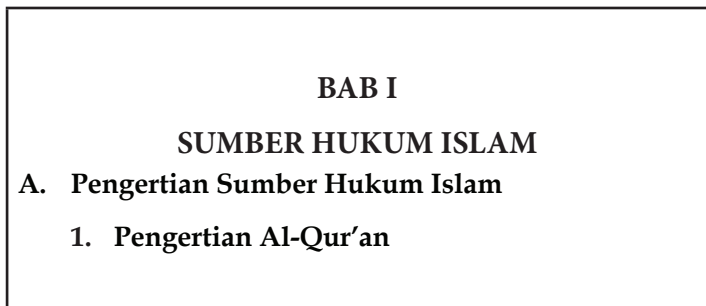 BAB I
SUMBER HUKUM ISLAM
A. Pengertian Sumber Hukum Islam
1. Pengertian Al-Qur’an